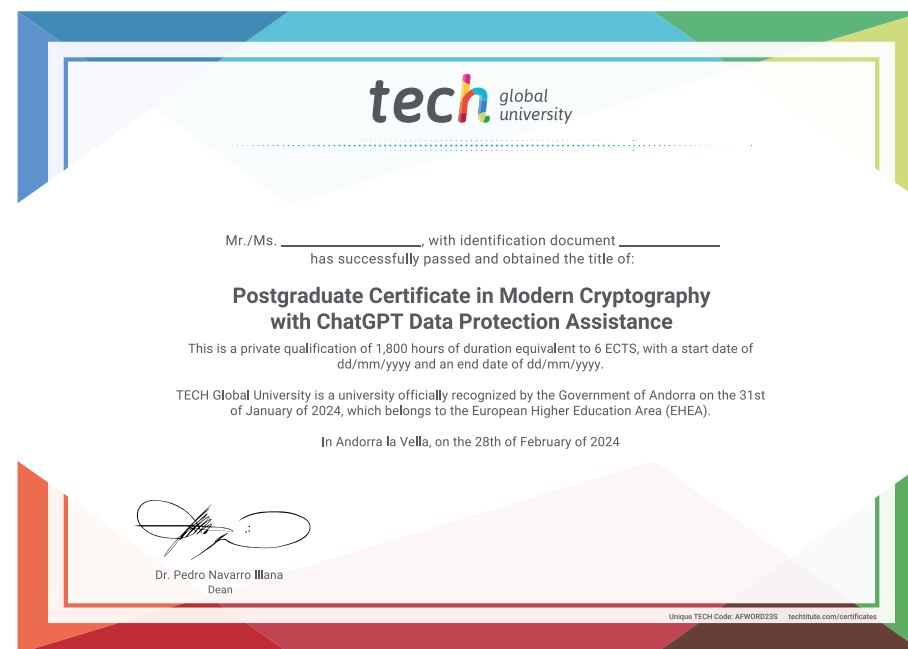 tech global university
Mr./Ms. ____________________, with identification document ______________
has successfully passed and obtained the title of:
Postgraduate Certificate in Modern Cryptography
with ChatGPT Data Protection Assistance
This is a private qualification of 1,800 hours of duration equivalent to 6 ECTS, with a start date of
dd/mm/yyyy and an end date of dd/mm/yyyy.
TECH Global University is a university officially recognized by the Government of Andorra on the 31st
of January of 2024, which belongs to the European Higher Education Area (EHEA).
In Andorra la Vella, on the 28th of February of 2024
Dr. Pedro Navarro Illana
Dean
Unique TECH Code: AFWORD23S techtitute.com/certificates